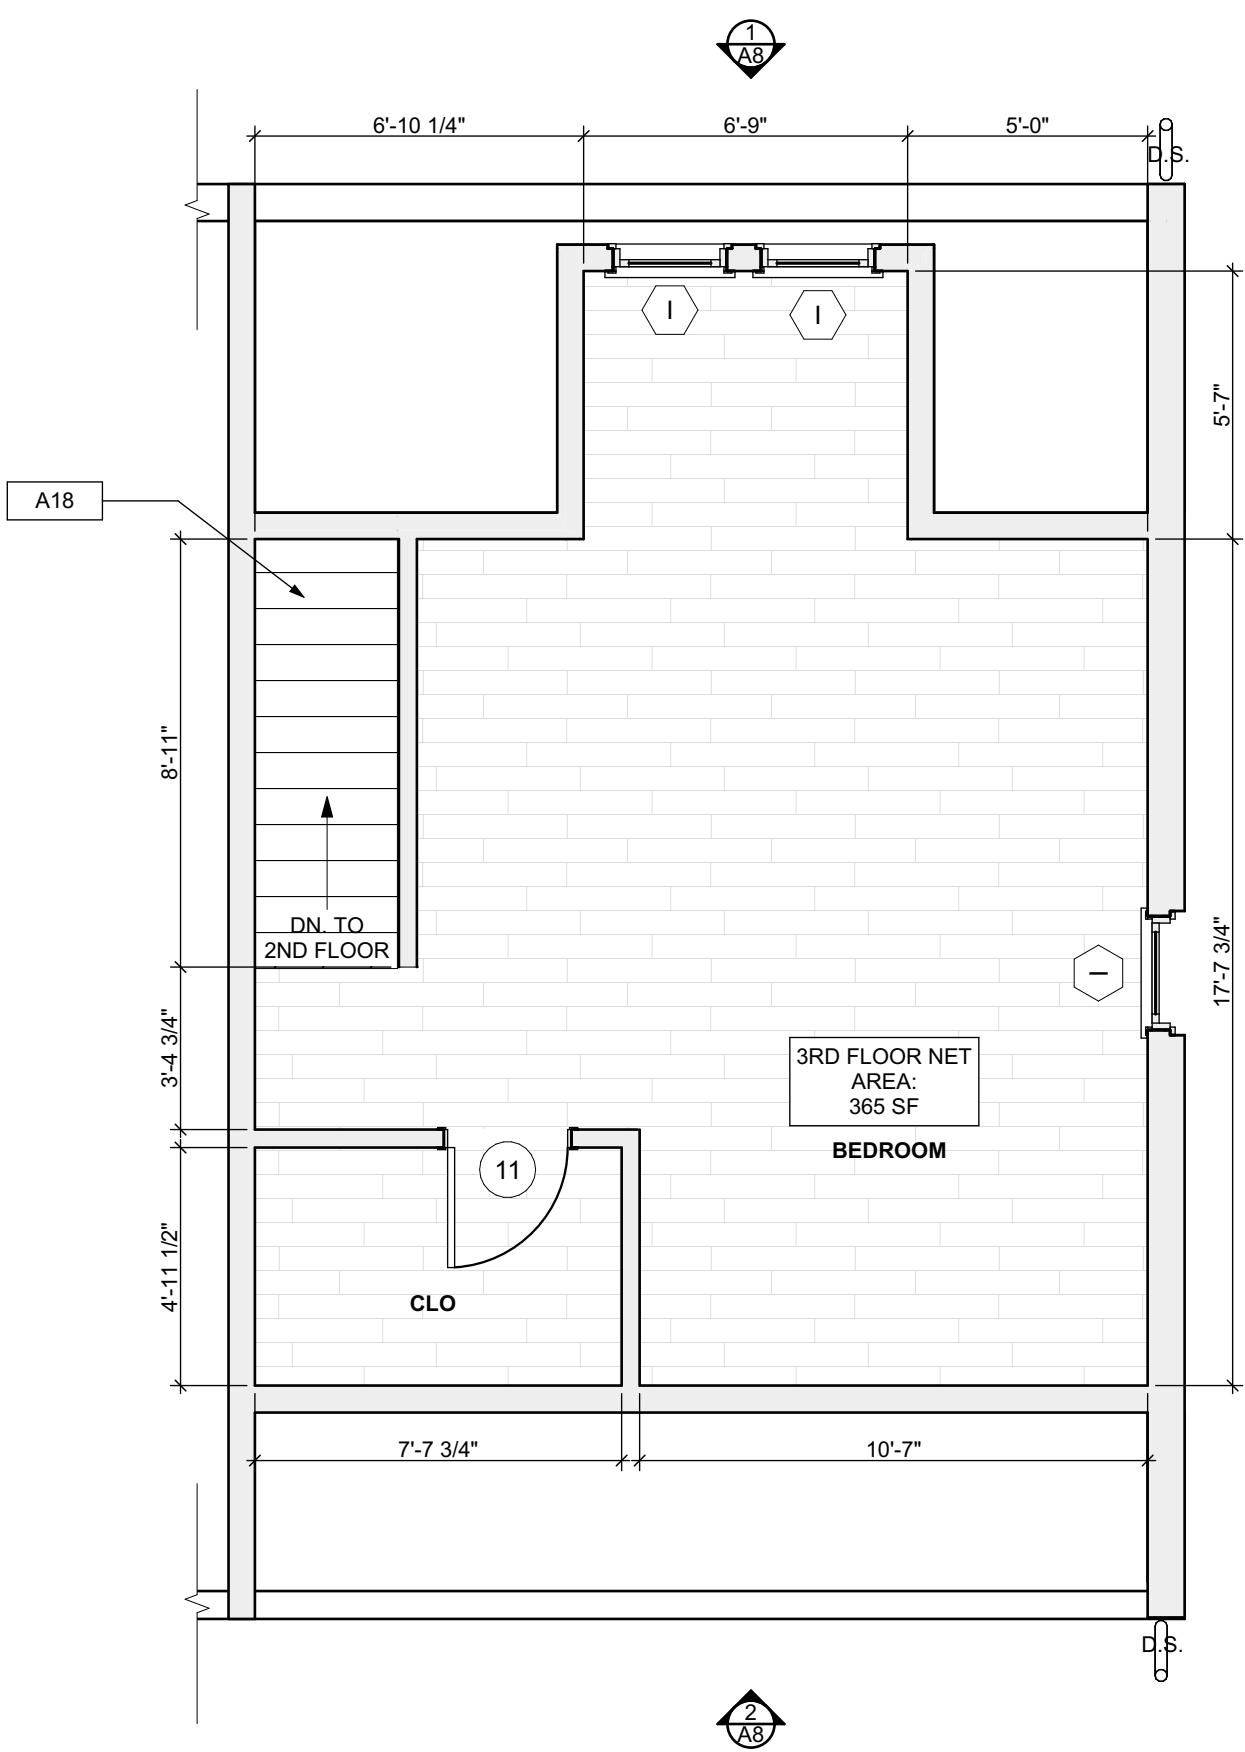 1
A8
6'-10 1/4"
6'-9"
5'-0"
D.S.
I
I
5'-7"
A18
8'-11"
DN. TO
2ND FLOOR
17'-7 3/4"
I
3'-4 3/4"
3RD FLOOR NET
AREA:
365 SF
BEDROOM
11
4'-11 1/2"
CLO
7'-7 3/4"
10'-7"
D.S.
2
A8